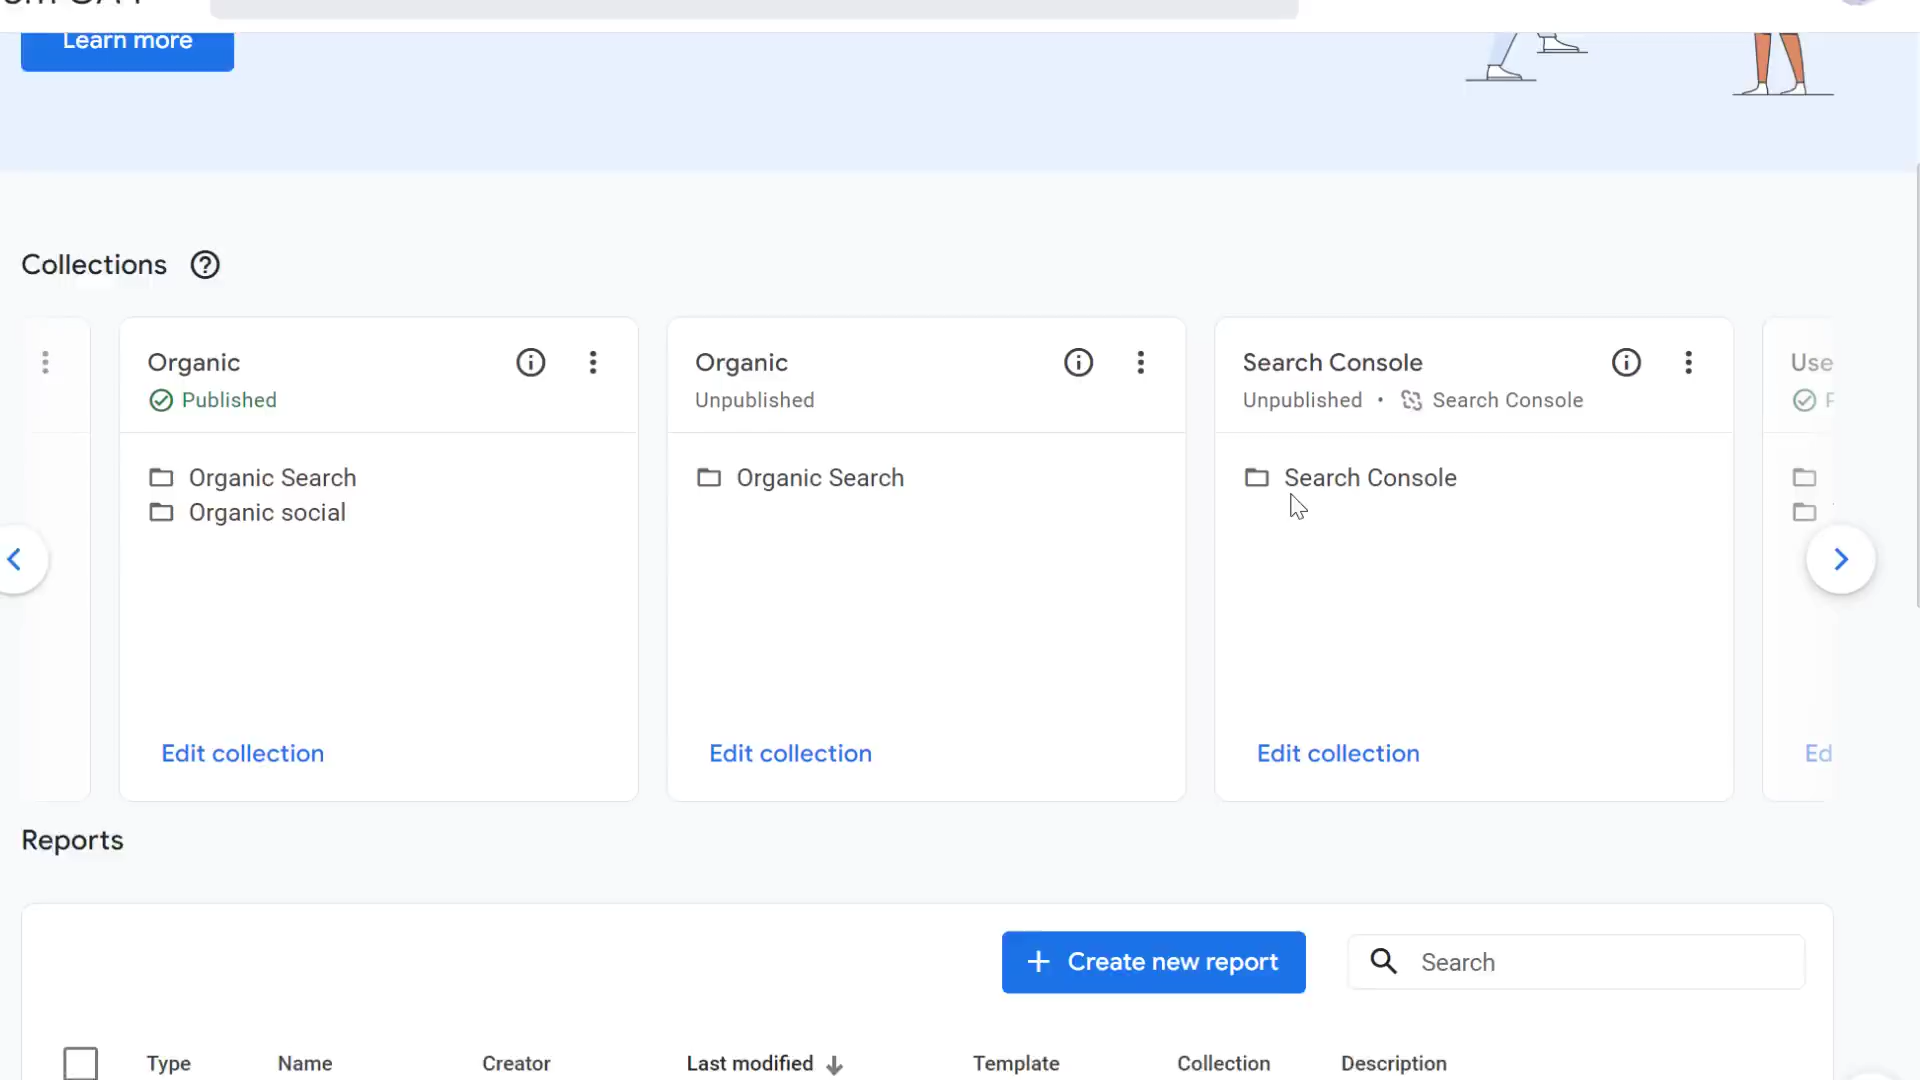 Learn more
Collections
Organic
Published
Organic Search
Organic social
Edit collection
Organic
Unpublished
Organic Search
Edit collection
Search Console
Unpublished • Search Console
Search Console
Edit collection
Use
Ed
Reports
+ Create new report
Search
Type Name Creator Last modified Template Collection Description